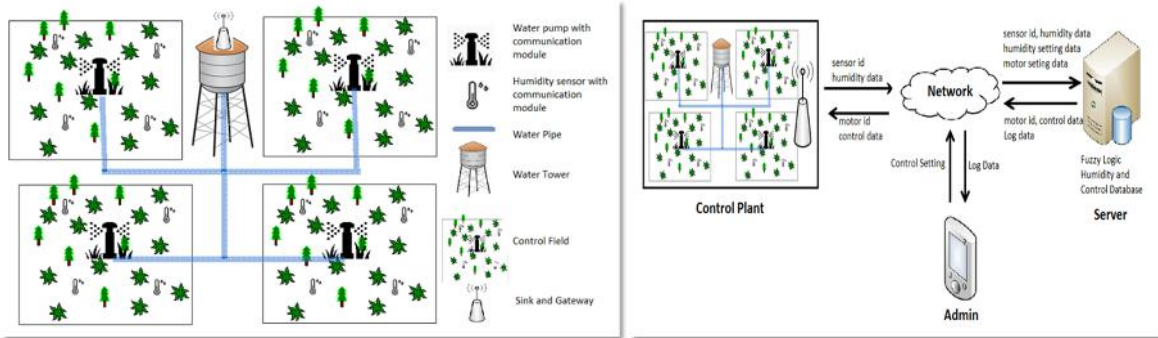 Water pump with
communication
module
Humidity sensor with
communication
module
Water Pipe
Water Tower
Control Field
Sink and Gateway
sensor id
humidity data
motor id
control data
Control Plant
Network
sensor id, humidity data
humidity setting data
motor seting data
motor id, control data
Log data
Control Setting
Log Data
Fuzzy Logic
Humidity and
Control Database
Server
Admin